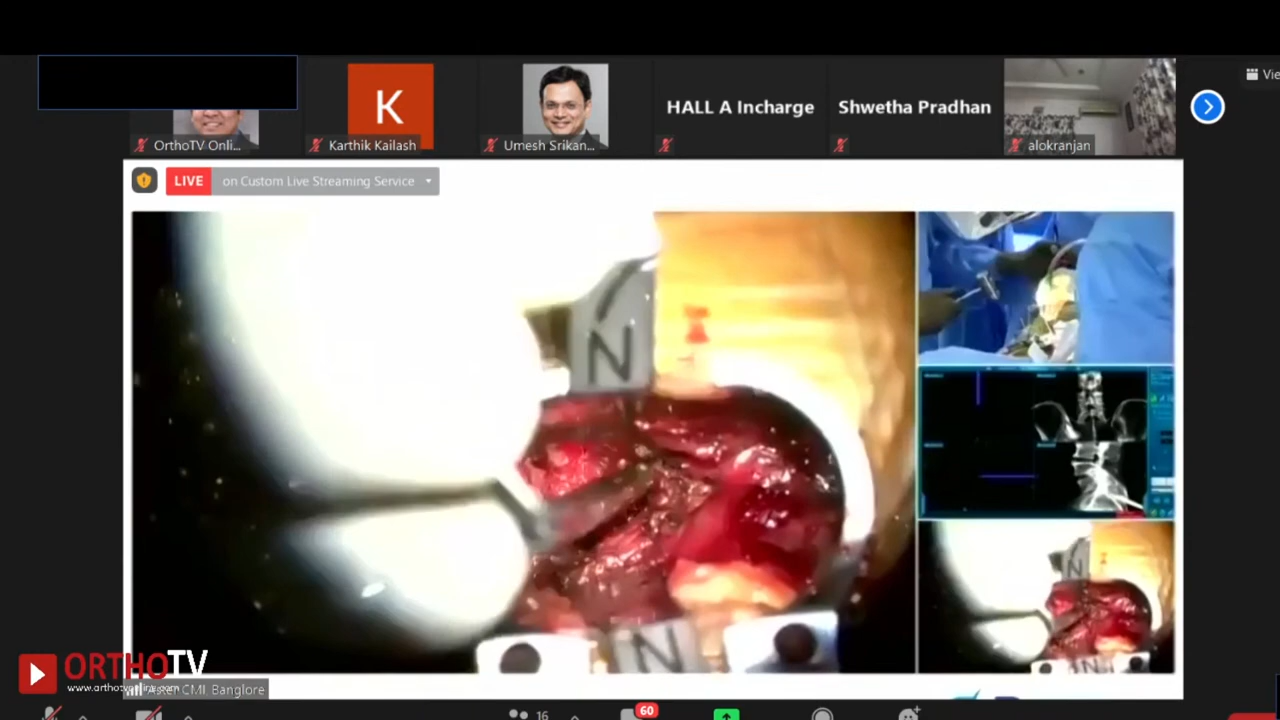 Vie
HALL A Incharge
Shwetha Pradhan
K
OrthoTV Onli...
Karthik Kailash
Umesh Srikan...
alokranjan
LIVE on Custom Live Streaming Service
N
N
N
N
ORTHOTV
Aster CMI, Banglore
60
16